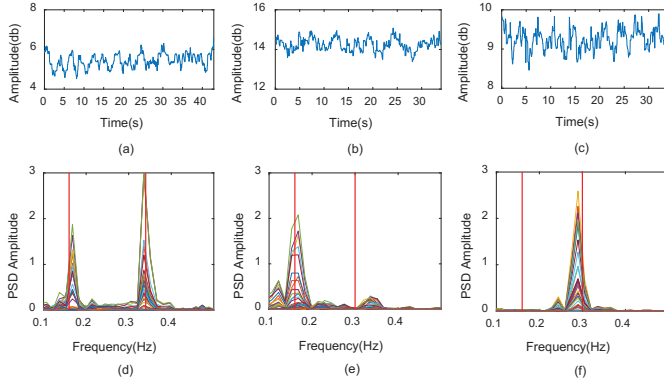 8
6
4
Amplitude(db)
0 5 10 15 20 25 30 35 40
Time(s)
(a)
16
14
12
Amplitude(db)
0 5 10 15 20 25 30
Time(s)
(b)
10
9
8
Amplitude(db)
0 5 10 15 20 25 30
Time(s)
(c)
3
2
1
0
PSD Amplitude
0.1 0.2 0.3 0.4
Frequency(Hz)
(d)
3
2
1
0
PSD Amplitude
0.1 0.2 0.3 0.4
Frequency(Hz)
(e)
3
2
1
0
PSD Amplitude
0.1 0.2 0.3 0.4
Frequency(Hz)
(f)